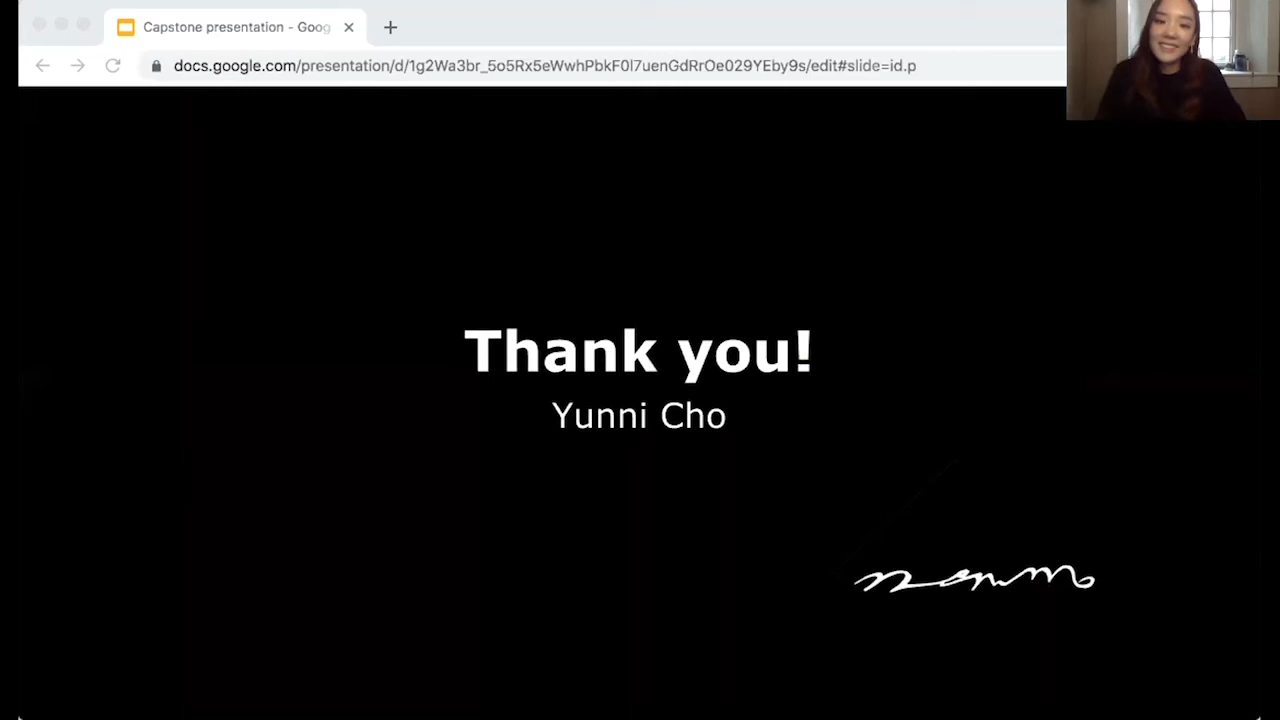 Capstone presentation - Goog
docs.google.com/presentation/d/1g2Wa3br_5o5Rx5eWwhPbkF0l7uenGdRrOe029YEby9s/edit#slide=id.p
Thank you!
Yunni Cho